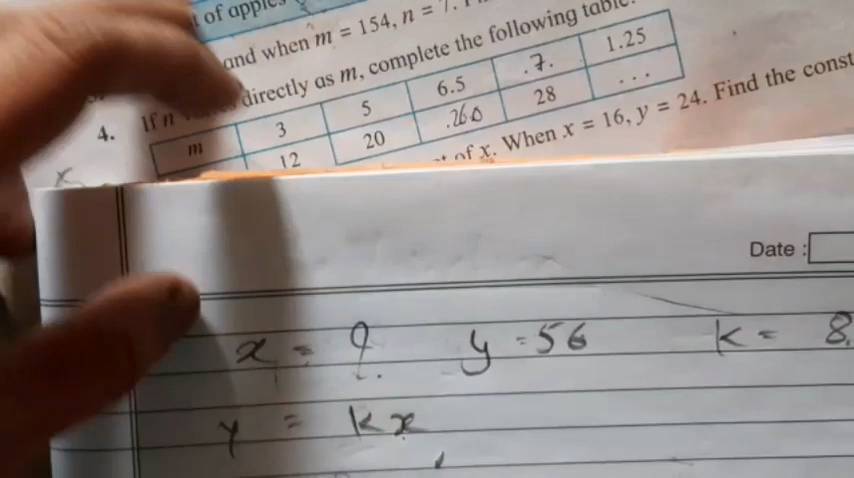 t of apples
and when m = 154, n = 7.
If n directly as m, complete the following table.
4.
m 3 5 6.5 .7. 1.25
12 20 .260 28 ...
of x. When x = 16, y = 24. Find the const
Date :
x = ? y = 56 k = 8
y = kx